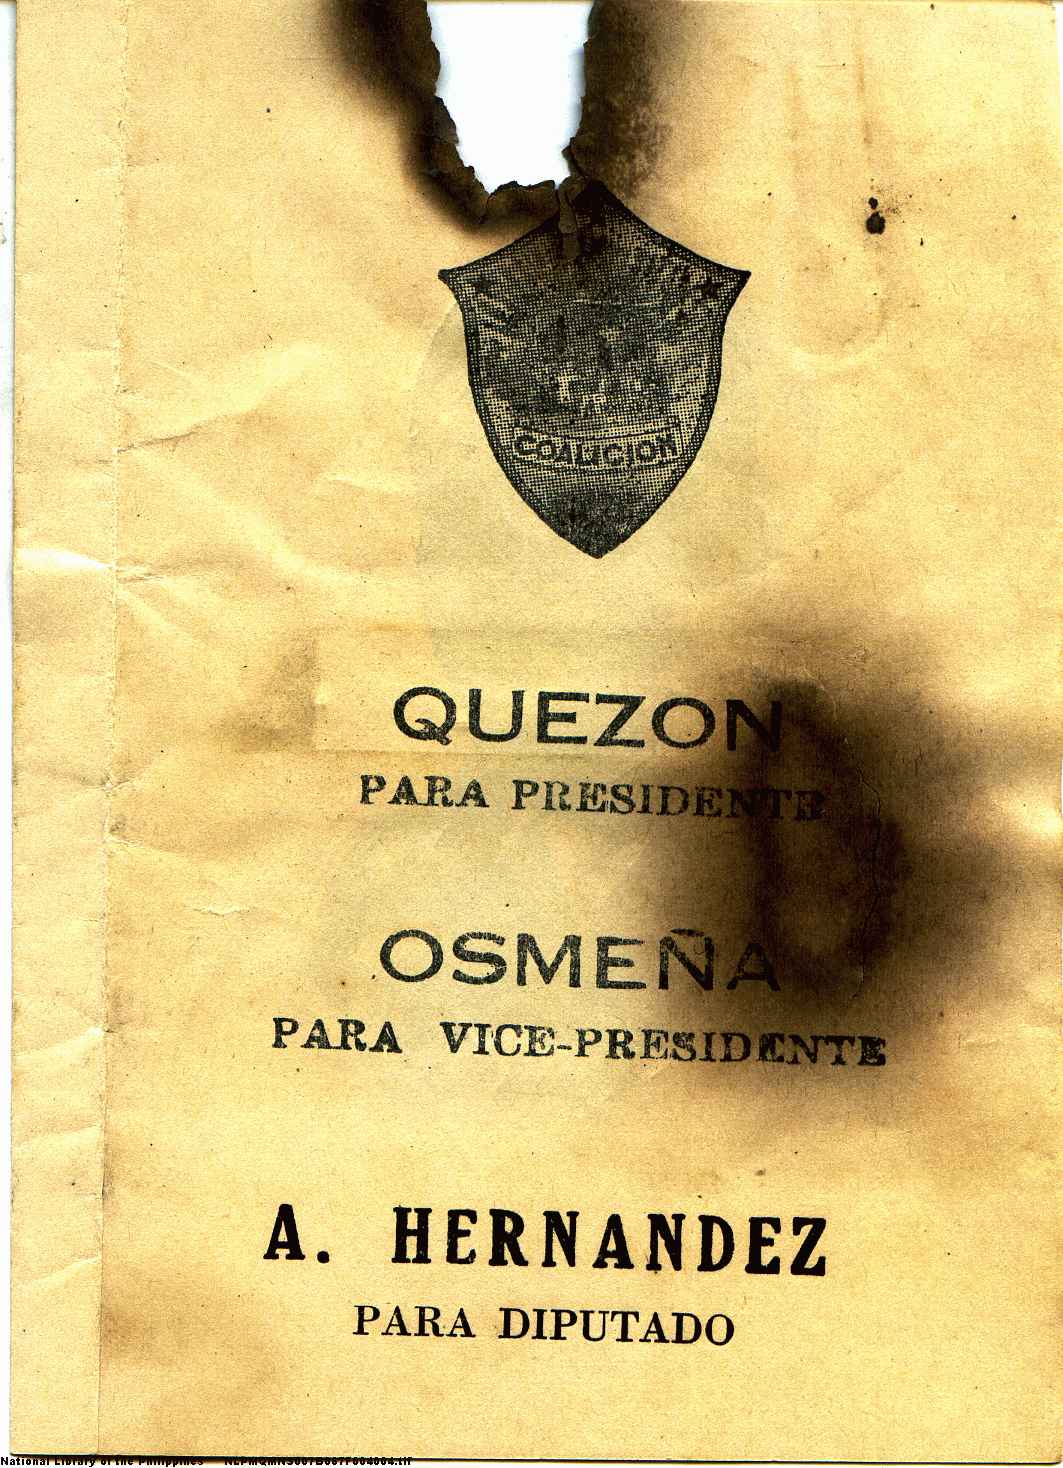 COALICION
QUEZON
PARA PRESIDENTE
OSMEÑA
PARA VICE-PRESIDENTE
A. HERNANDEZ
PARA DIPUTADO
National Library of the Philippines